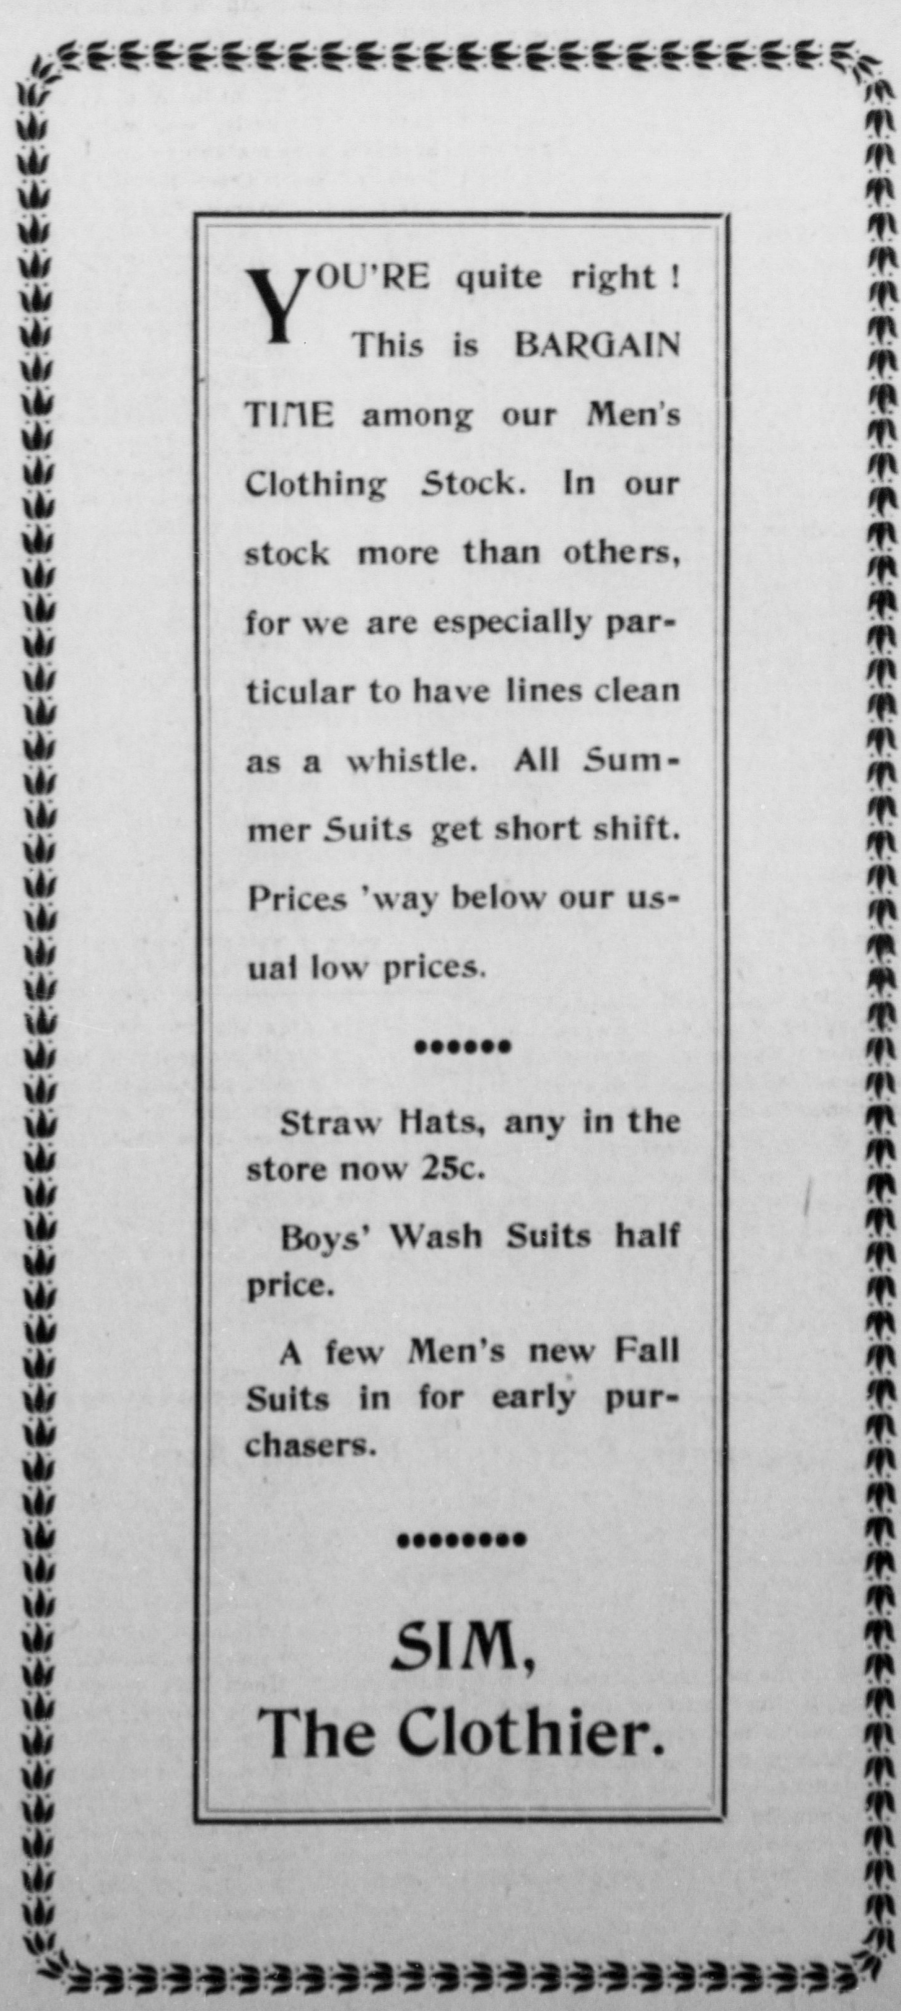 YOU'RE quite right !
This is BARGAIN
TIME among our Men's
Clothing Stock. In our
stock more than others,
for we are especially par-
ticular to have lines clean
as a whistle. All Sum-
mer Suits get short shift.
Prices 'way below our us-
ual low prices.
••••••
Straw Hats, any in the
store now 25c.
Boys' Wash Suits half
price.
A few Men's new Fall
Suits in for early pur-
chasers.
••••••••
SIM,
The Clothier.